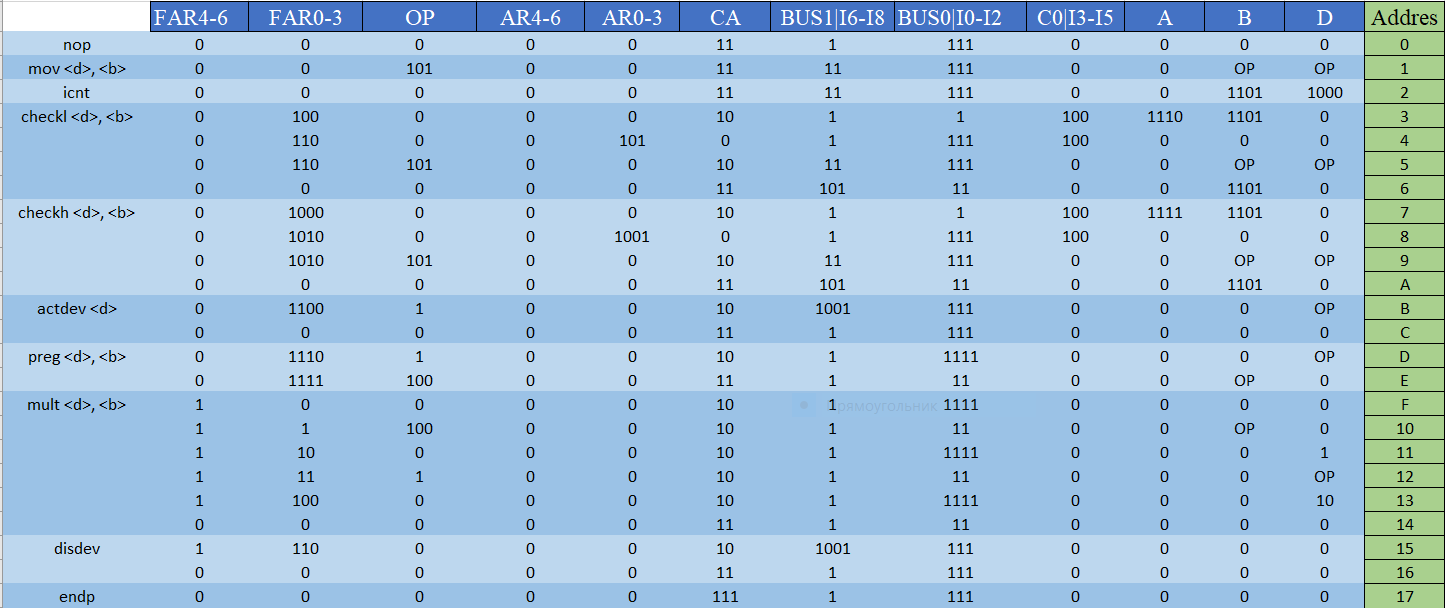 FAR4-6 FAR0-3 OP AR4-6 AR0-3 CA BUS1|I6-I8 BUS0|I0-I2 C0|I3-I5 A B D Addres
nop 0 0 0 0 0 11 1 111 0 0 0 0 0
mov <d>, <b> 0 0 101 0 0 11 11 111 0 0 OP OP 1
icnt 0 0 0 0 0 11 11 111 0 0 1101 1000 2
checkl <d>, <b> 0 100 0 0 0 10 1 1 100 1110 1101 0 3
0 110 0 0 101 0 1 111 100 0 0 0 4
0 110 101 0 0 10 11 111 0 0 OP OP 5
0 0 0 0 0 11 101 11 0 0 1101 0 6
checkh <d>, <b> 0 1000 0 0 0 10 1 1 100 1111 1101 0 7
0 1010 0 0 1001 0 1 111 100 0 0 0 8
0 1010 101 0 0 10 11 111 0 0 OP OP 9
0 0 0 0 0 11 101 11 0 0 1101 0 A
actdev <d> 0 1100 1 0 0 10 1001 111 0 0 0 OP B
0 0 0 0 0 11 1 111 0 0 0 0 C
preg <d>, <b> 0 1110 1 0 0 10 1 1111 0 0 0 OP D
0 1111 100 0 0 11 1 11 0 0 OP 0 E
mult <d>, <b> 1 0 0 0 0 10 1 1111 0 0 0 0 F
1 1 100 0 0 10 1 11 0 0 OP 0 10
1 10 0 0 0 10 1 1111 0 0 0 1 11
1 11 1 0 0 10 1 11 0 0 0 OP 12
1 100 0 0 0 10 1 1111 0 0 0 10 13
0 0 0 0 0 11 1 11 0 0 0 0 14
disdev 1 110 0 0 0 10 1001 111 0 0 0 0 15
0 0 0 0 0 11 1 111 0 0 0 0 16
endp 0 0 0 0 0 111 1 111 0 0 0 0 17